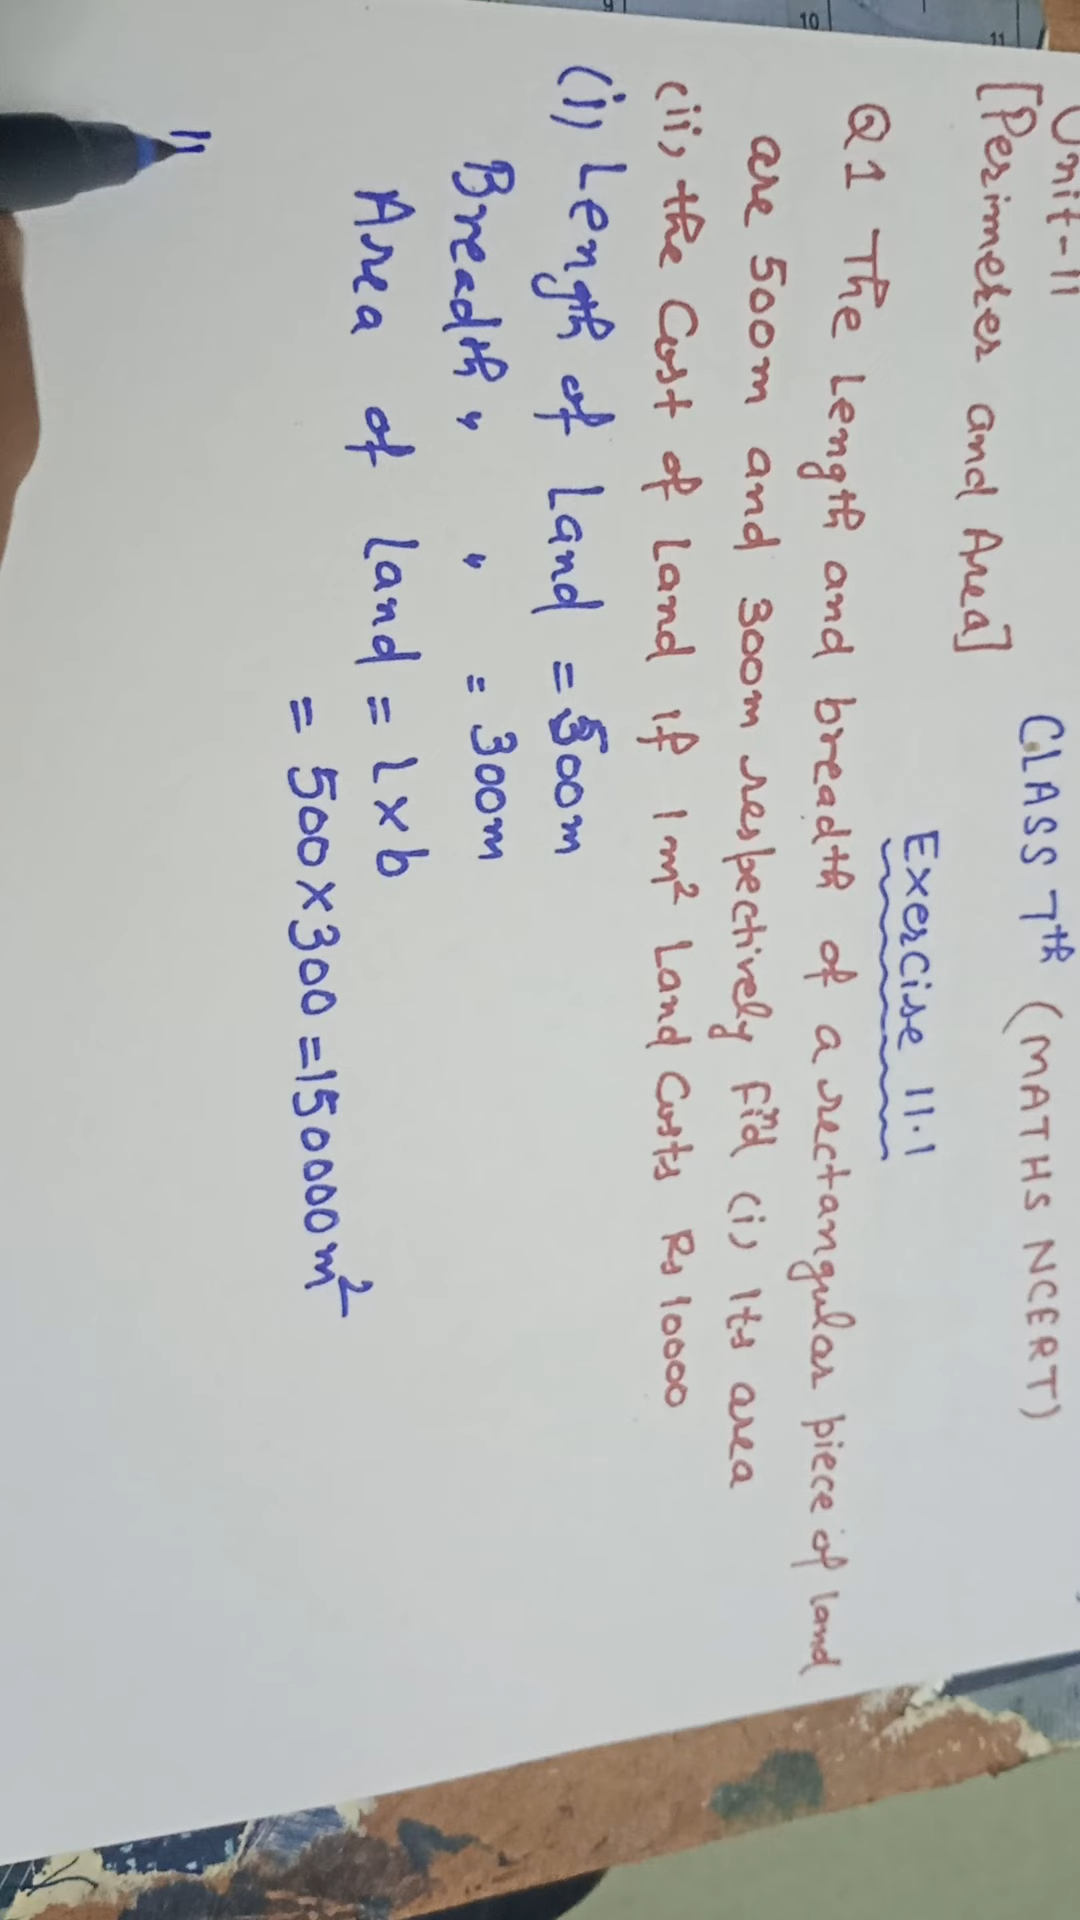 Unit-11 CLASS 7th (MATHS NCERT)
[Perimeter and Area]
Exercise 11.1
Q1 The Length and breadth of a rectangular piece of land
are 500m and 300m respectively Find (i) Its area
(ii) the Cost of Land if 1m² Land Costs Rs 10000
(i) Length of Land = 500m
Breadth " " = 300m
Area of Land = L × b
= 500×300 = 150000m²
10
11